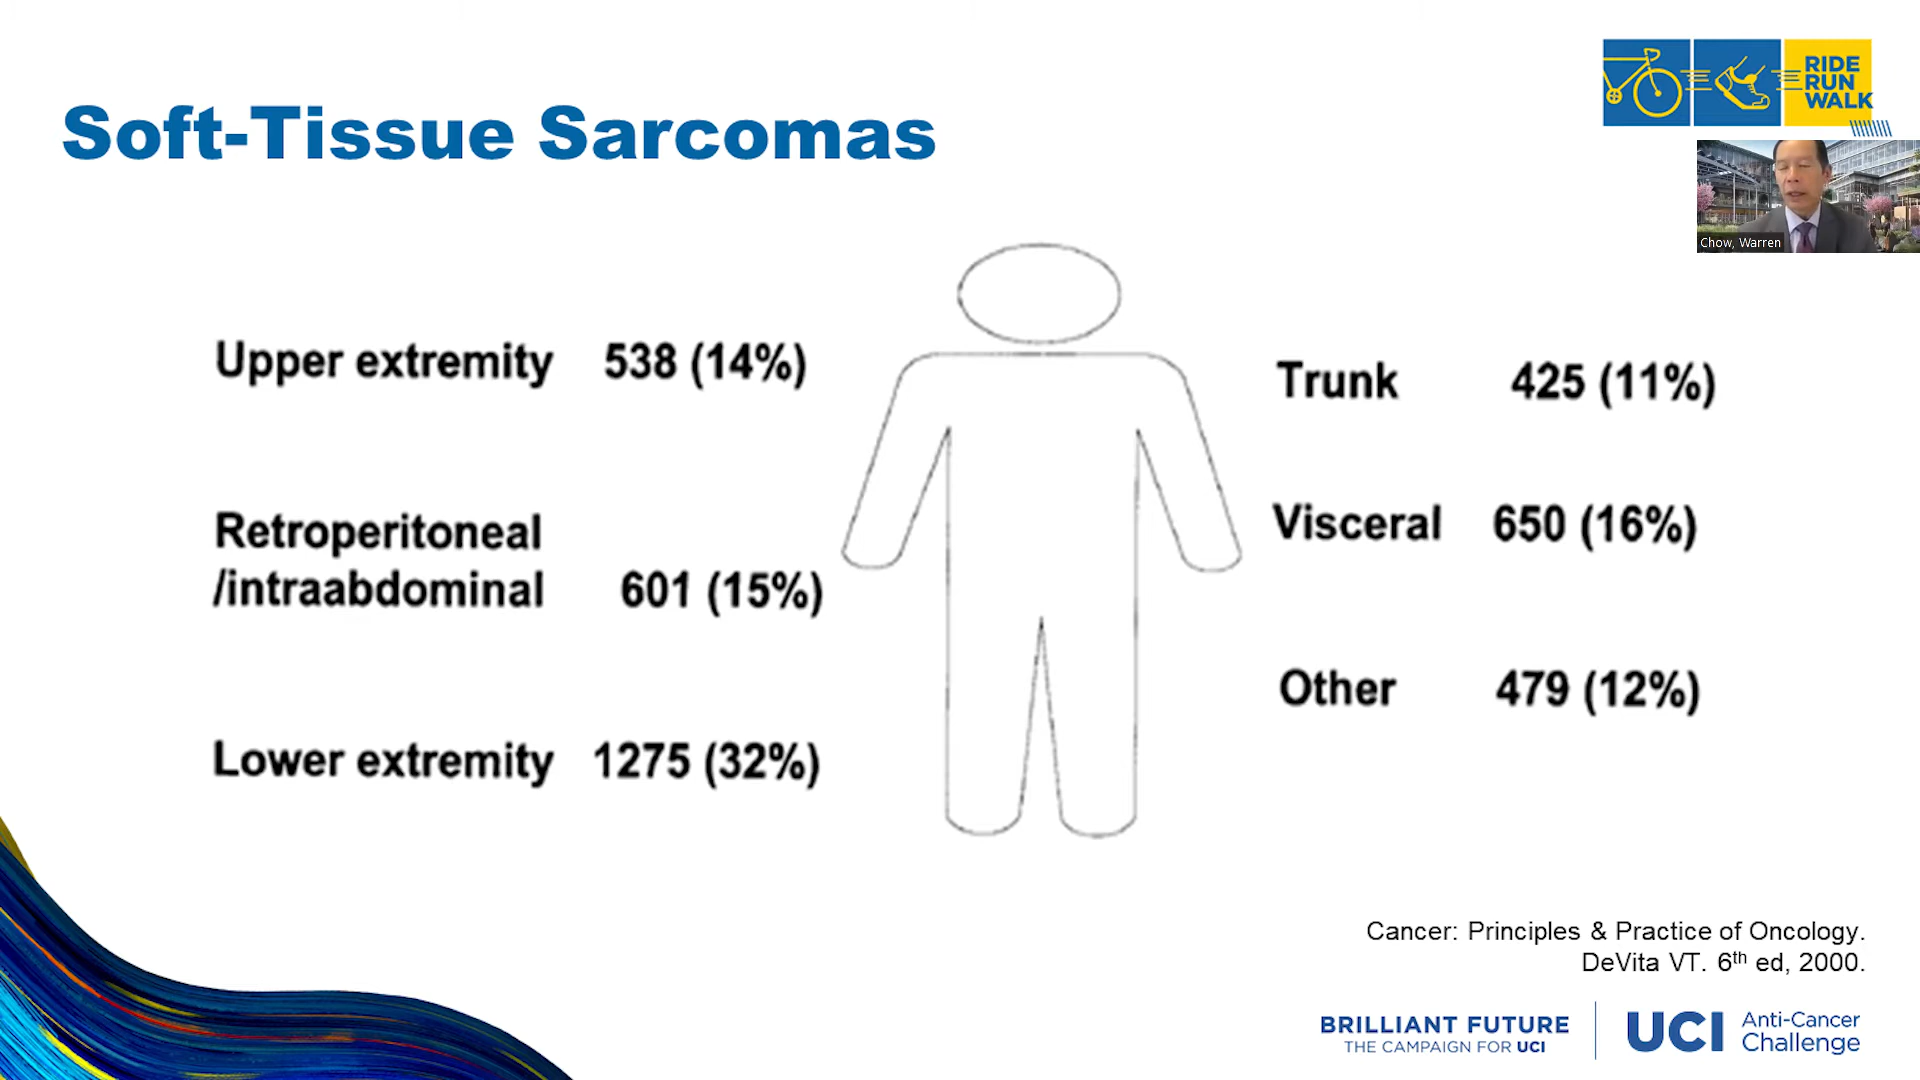 Soft-Tissue Sarcomas
RIDE
RUN
WALK
Chow, Warren
Upper extremity 538 (14%)
Retroperitoneal
/intraabdominal 601 (15%)
Lower extremity 1275 (32%)
Trunk 425 (11%)
Visceral 650 (16%)
Other 479 (12%)
Cancer: Principles & Practice of Oncology.
DeVita VT. 6th ed, 2000.
BRILLIANT FUTURE
THE CAMPAIGN FOR UCI
UCI Anti-Cancer
Challenge